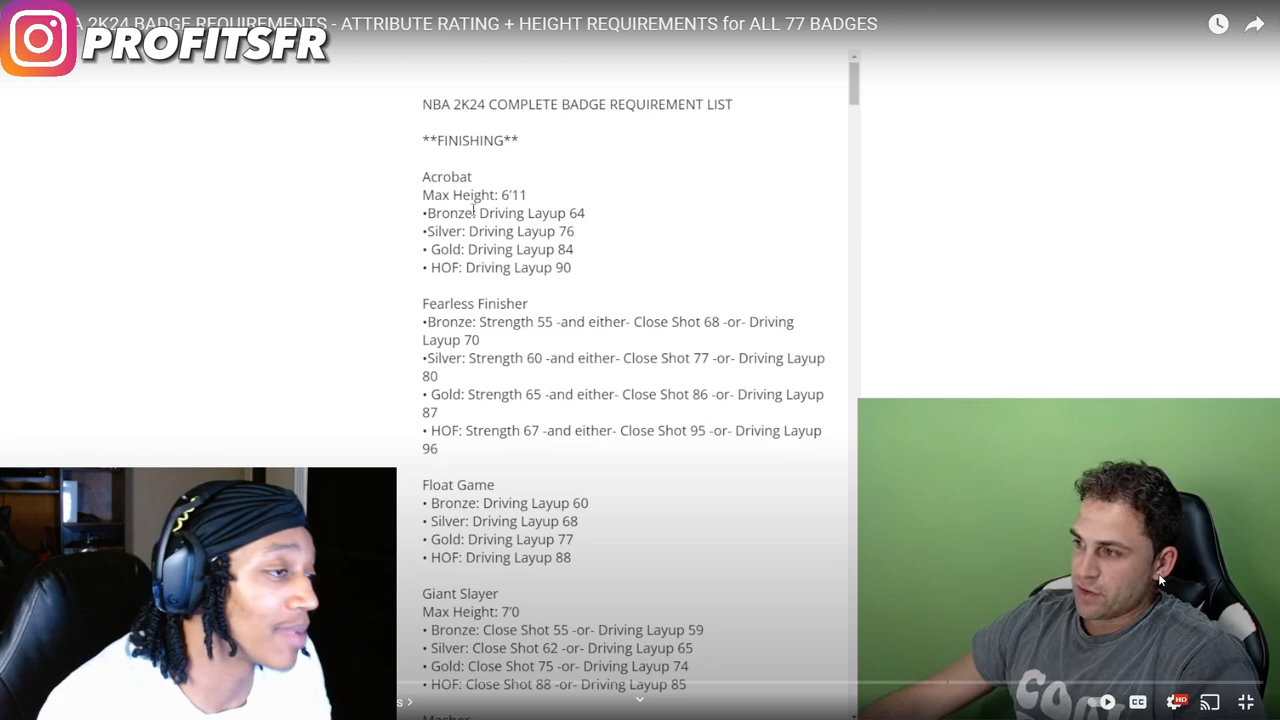 A 2K24 BADGE REQUIREMENTS - ATTRIBUTE RATING + HEIGHT REQUIREMENTS for ALL 77 BADGES
PROFITSFR
NBA 2K24 COMPLETE BADGE REQUIREMENT LIST
**FINISHING**
Acrobat
Max Height: 6'11
•Bronze: Driving Layup 64
•Silver: Driving Layup 76
• Gold: Driving Layup 84
• HOF: Driving Layup 90
Fearless Finisher
•Bronze: Strength 55 -and either- Close Shot 68 -or- Driving
Layup 70
•Silver: Strength 60 -and either- Close Shot 77 -or- Driving Layup
80
• Gold: Strength 65 -and either- Close Shot 86 -or- Driving Layup
87
• HOF: Strength 67 -and either- Close Shot 95 -or- Driving Layup
96
Float Game
• Bronze: Driving Layup 60
• Silver: Driving Layup 68
• Gold: Driving Layup 77
• HOF: Driving Layup 88
Giant Slayer
Max Height: 7'0
• Bronze: Close Shot 55 -or- Driving Layup 59
• Silver: Close Shot 62 -or- Driving Layup 65
• Gold: Close Shot 75 -or- Driving Layup 74
• HOF: Close Shot 88 -or- Driving Layup 85
s >
CC
HD